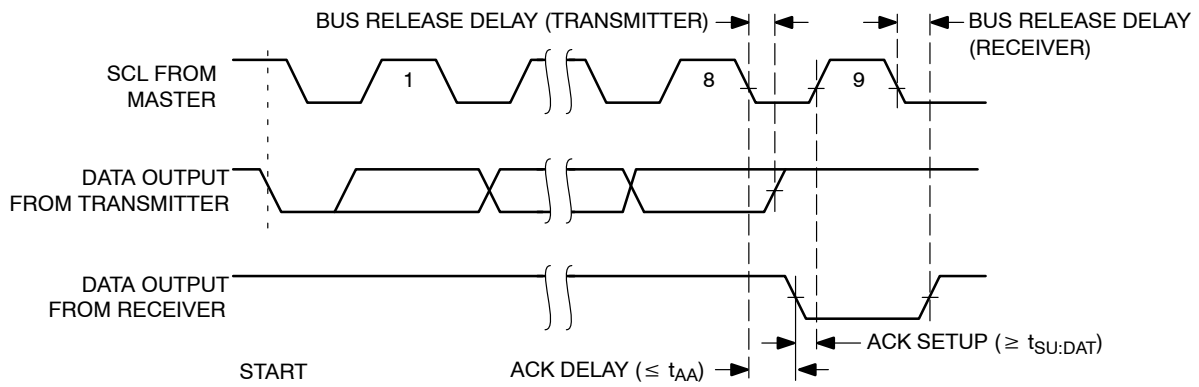 BUS RELEASE DELAY (TRANSMITTER)
BUS RELEASE DELAY
(RECEIVER)
SCL FROM
MASTER
1
8
9
DATA OUTPUT
FROM TRANSMITTER
DATA OUTPUT
FROM RECEIVER
ACK SETUP (≥ tSU:DAT)
START
ACK DELAY (≤ tAA)